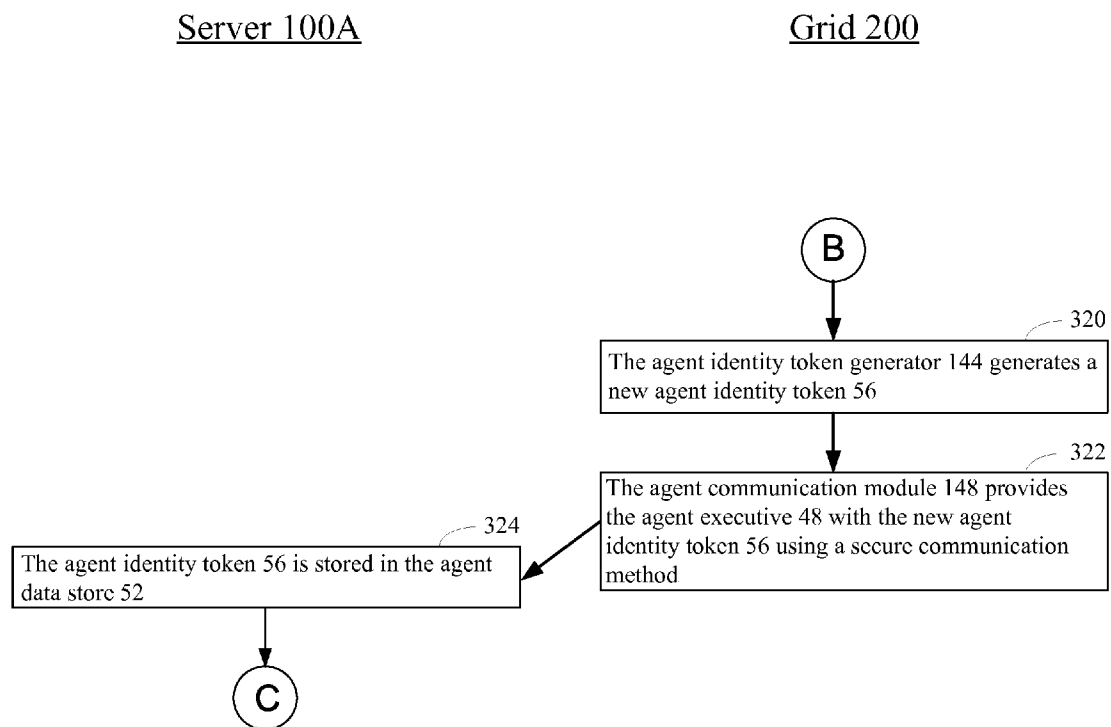 Server 100A
Grid 200
B
320
The agent identity token generator 144 generates a
new agent identity token 56
322
The agent communication module 148 provides
the agent executive 48 with the new agent
identity token 56 using a secure communication
method
324
The agent identity token 56 is stored in the agent
data store 52
C